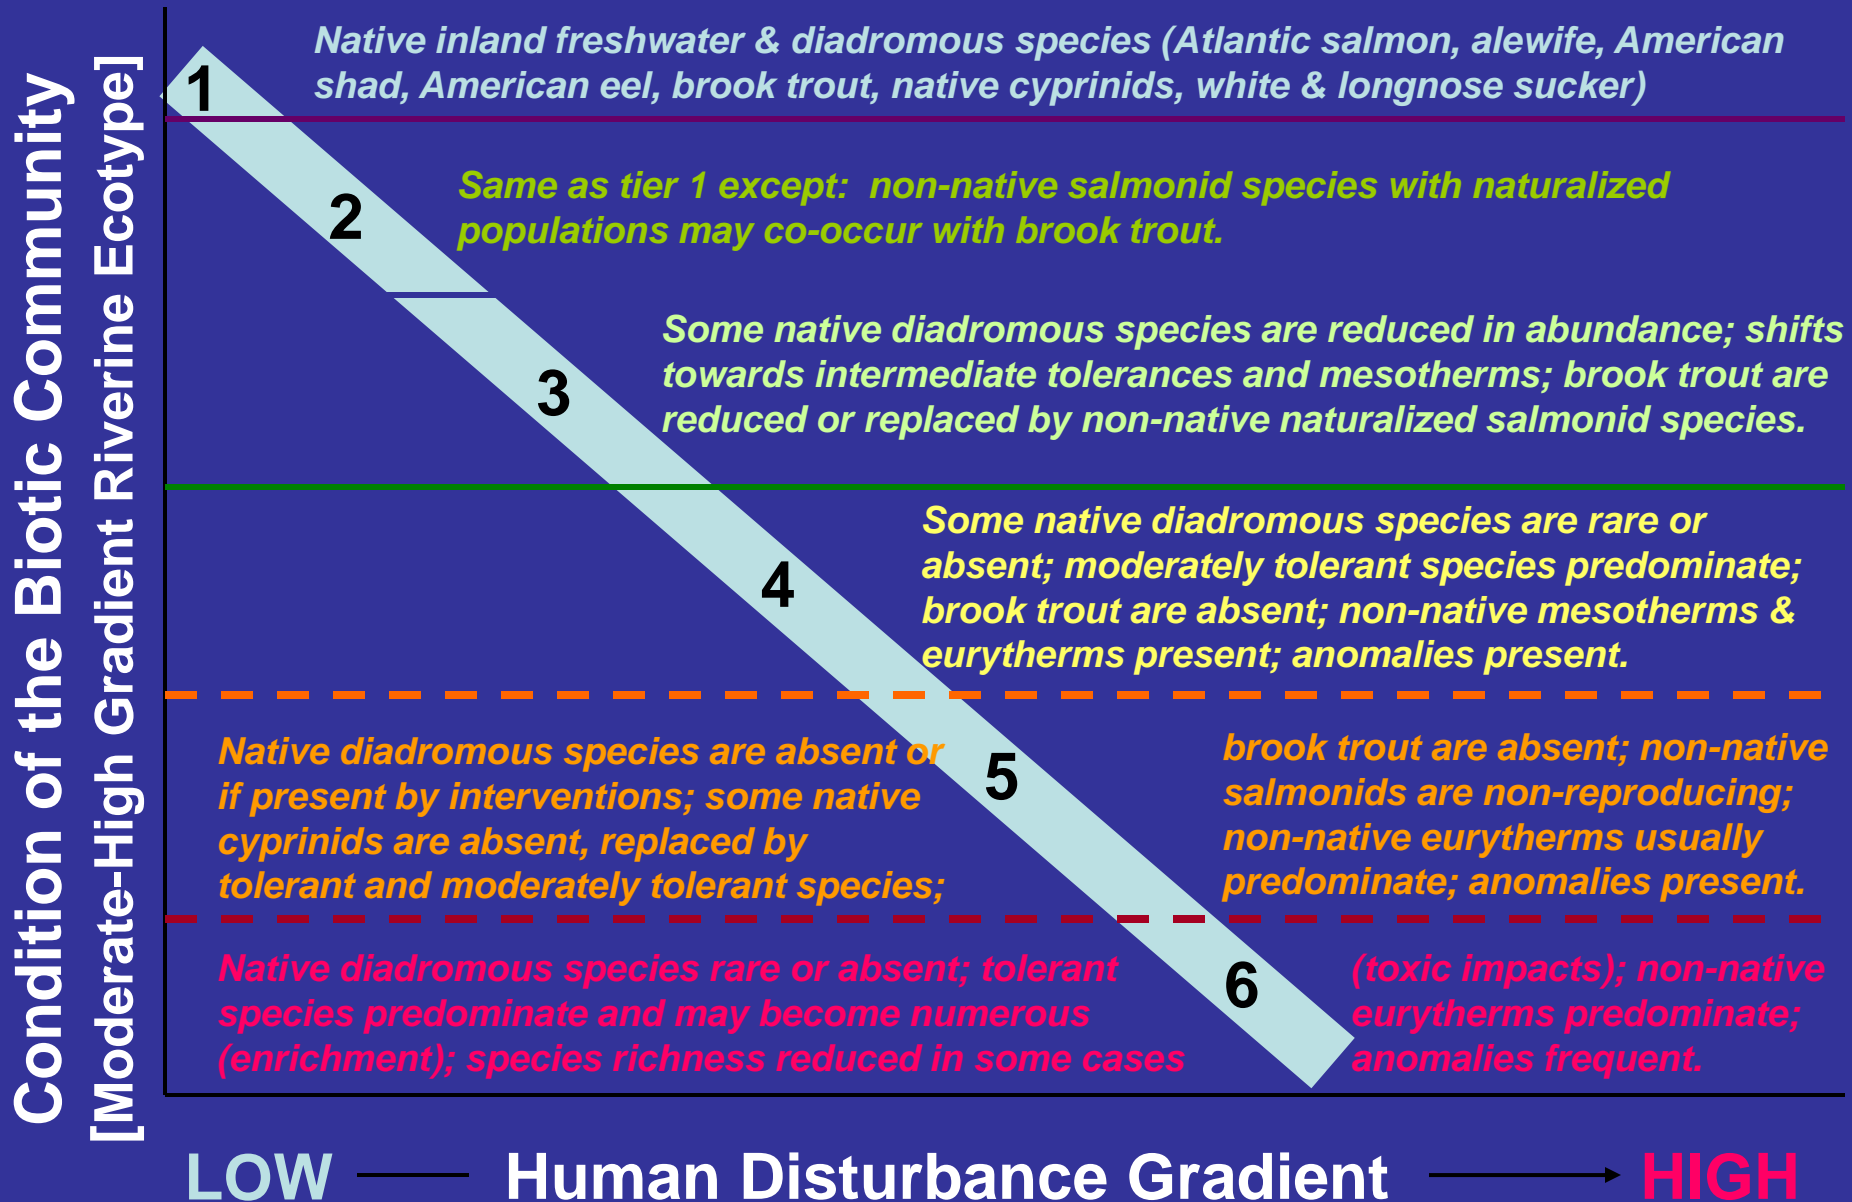 Condition of the Biotic Community
[Moderate-High Gradient Riverine Ecotype]
1
Native inland freshwater & diadromous species (Atlantic salmon, alewife, American
shad, American eel, brook trout, native cyprinids, white & longnose sucker)
2
Same as tier 1 except:  non-native salmonid species with naturalized
populations may co-occur with brook trout.
3
Some native diadromous species are reduced in abundance; shifts
towards intermediate tolerances and mesotherms; brook trout are
reduced or replaced by non-native naturalized salmonid species.
4
Some native diadromous species are rare or
absent; moderately tolerant species predominate;
brook trout are absent; non-native mesotherms &
eurytherms present; anomalies present.
Native diadromous species are absent or
if present by interventions; some native
cyprinids are absent, replaced by
tolerant and moderately tolerant species;
5
brook trout are absent; non-native
salmonids are non-reproducing;
non-native eurytherms usually
predominate; anomalies present.
Native diadromous species rare or absent; tolerant
species predominate and may become numerous
(enrichment); species richness reduced in some cases
6
(toxic impacts); non-native
eurytherms predominate;
anomalies frequent.
LOW Human Disturbance Gradient HIGH